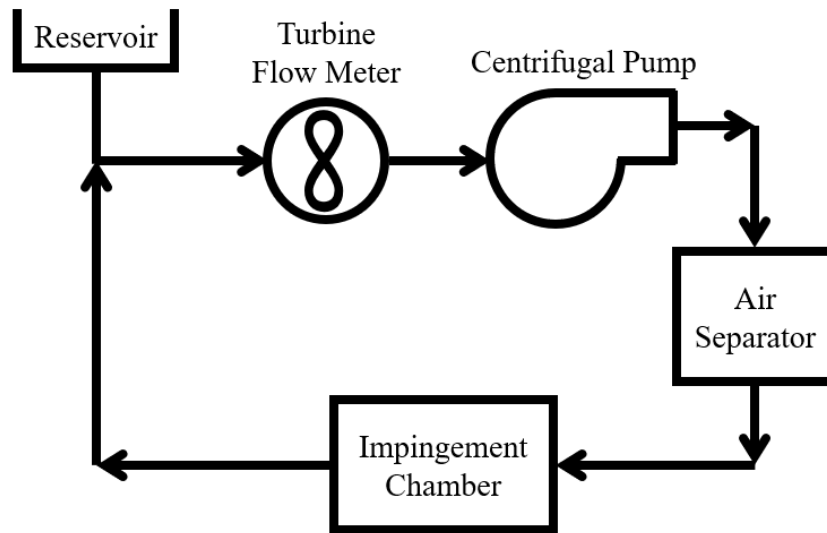 Reservoir
Turbine
Flow Meter
Centrifugal Pump
Air
Separator
Impingement
Chamber